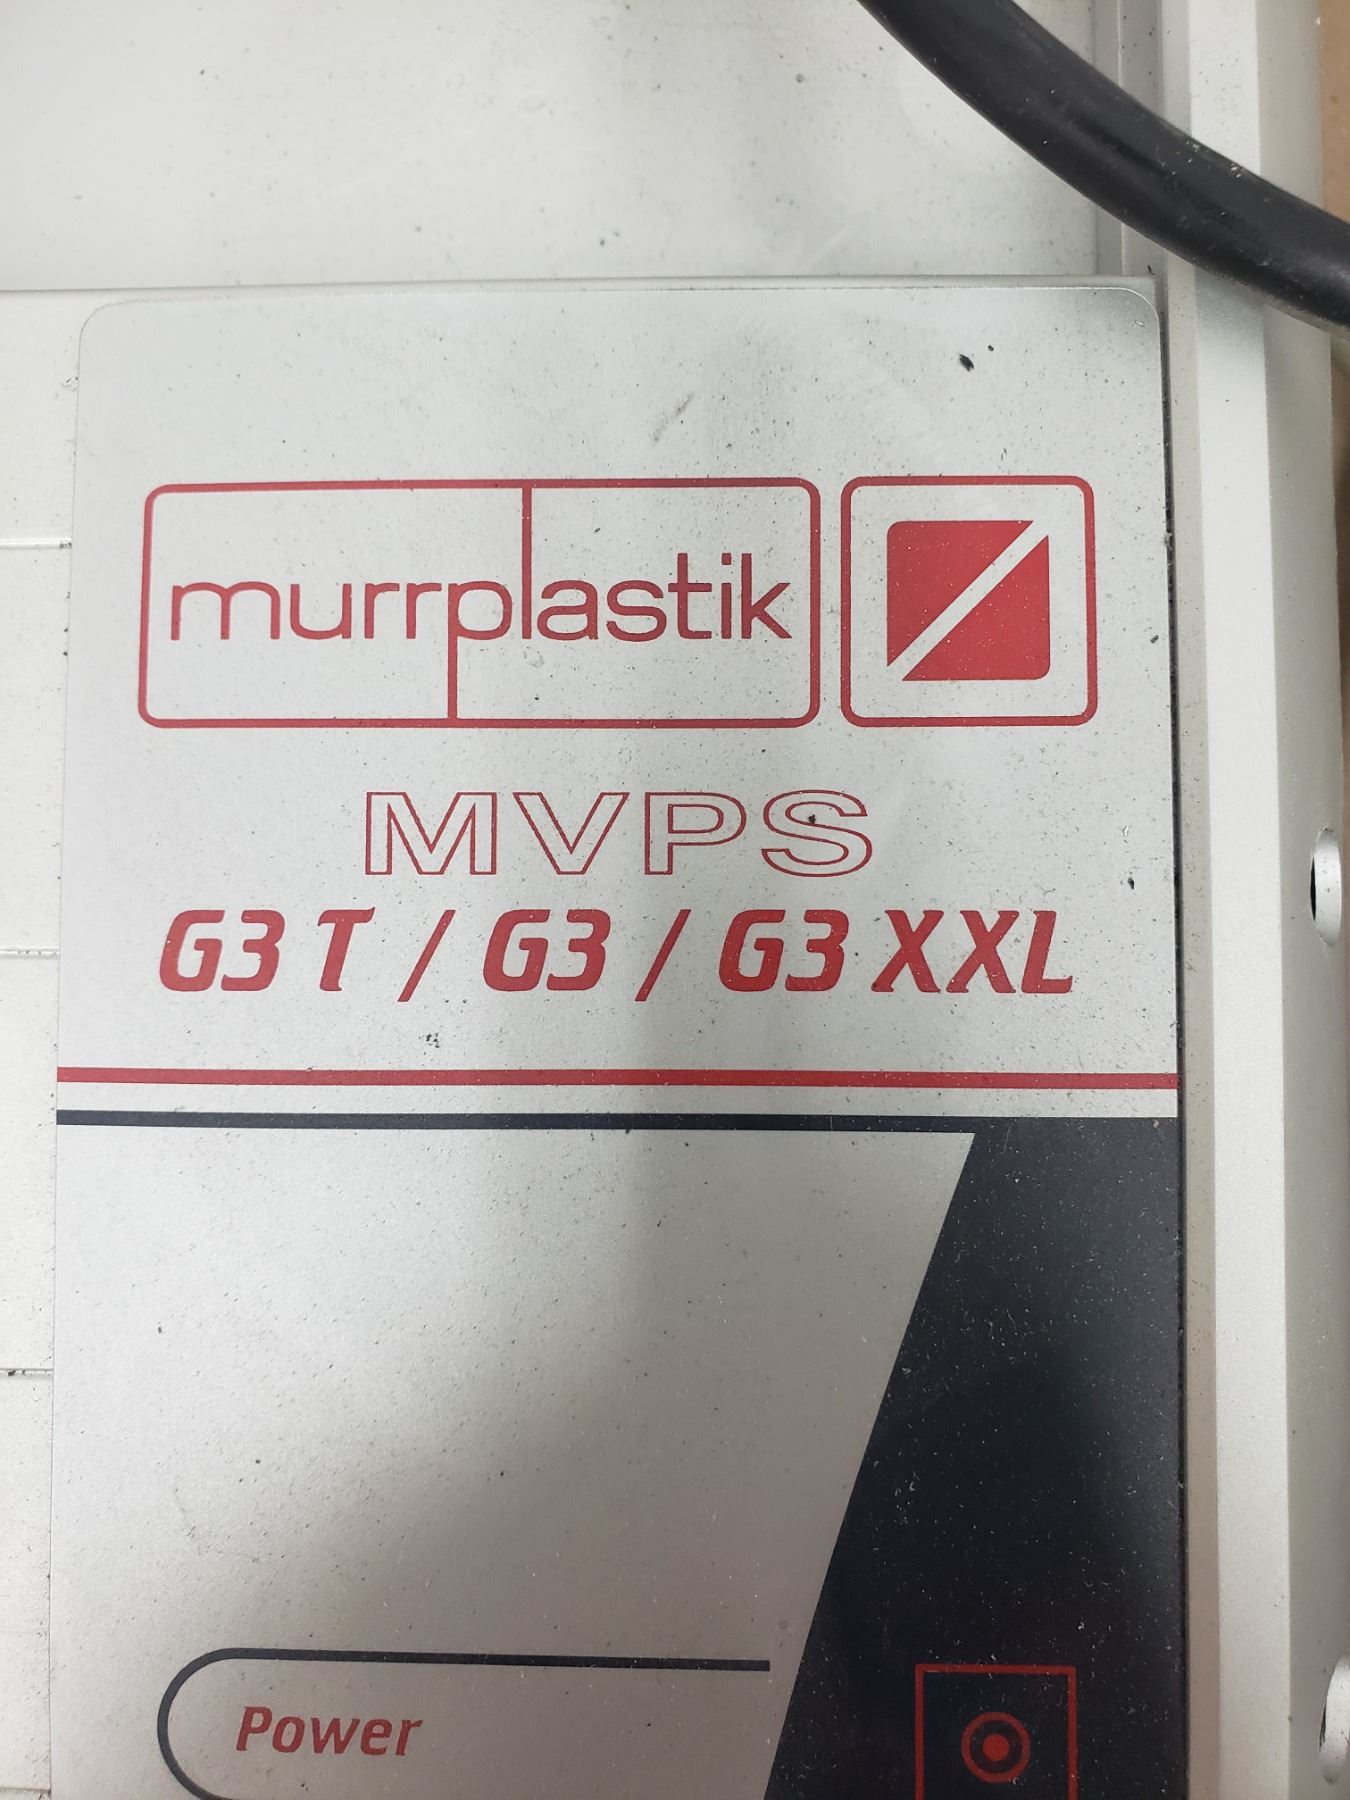 murrplastik
MVPS
G3 T / G3 / G3 XXL
Power